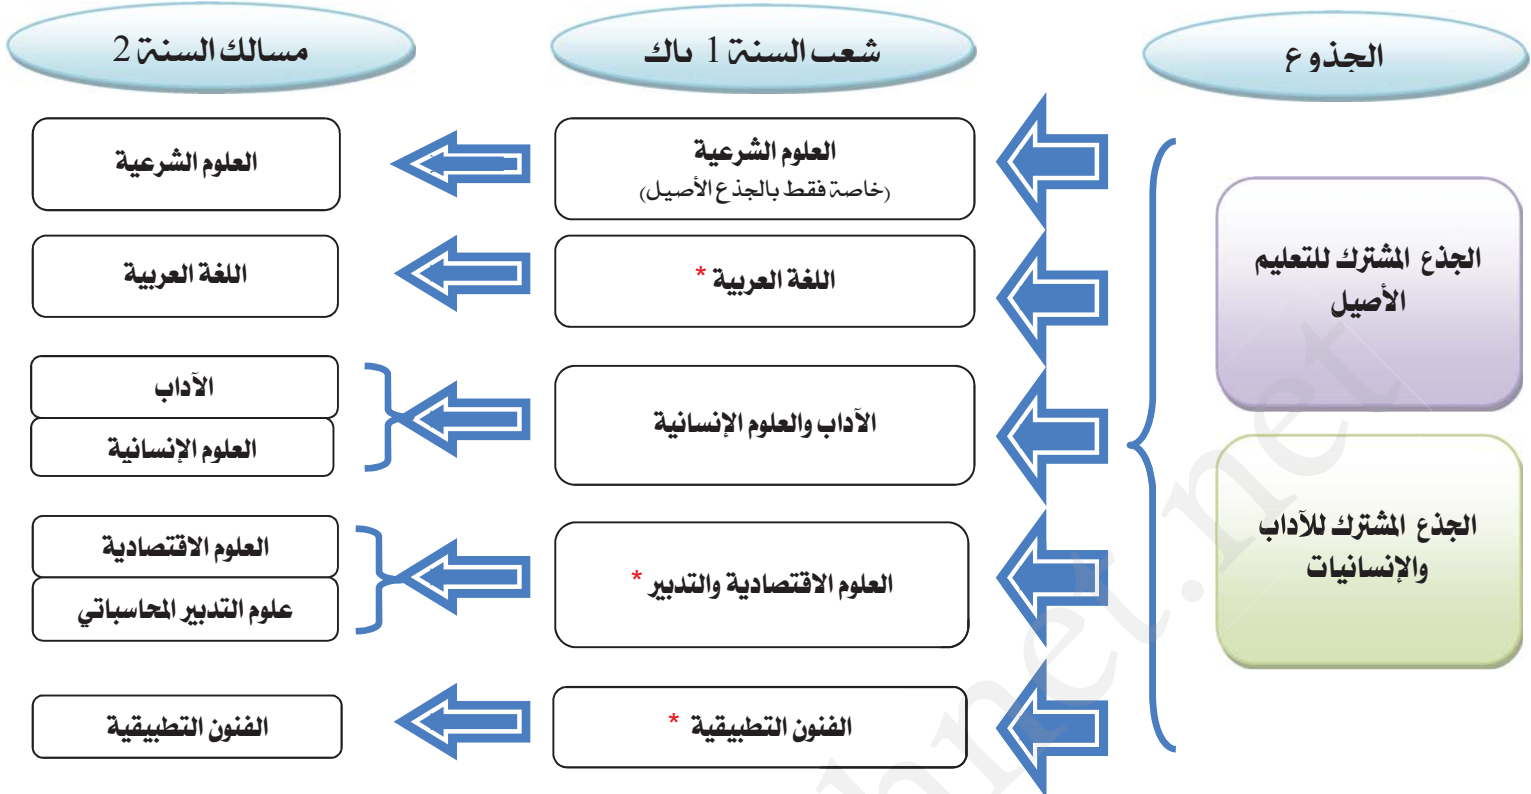 الجذوع
شعب السنة 1 باك
مسالك السنة 2
الجذع المشترك للتعليم
الأصيل
الجذع المشترك للآداب
والإنسانيات
العلوم الشرعية
(خاصة فقط بالجذع الأصيل)
العلوم الشرعية
اللغة العربية *
اللغة العربية
الآداب والعلوم الإنسانية
الآداب
العلوم الإنسانية
العلوم الاقتصادية والتدبير *
العلوم الاقتصادية
علوم التدبير المحاسباتي
الفنون التطبيقية *
الفنون التطبيقية
hnet.net